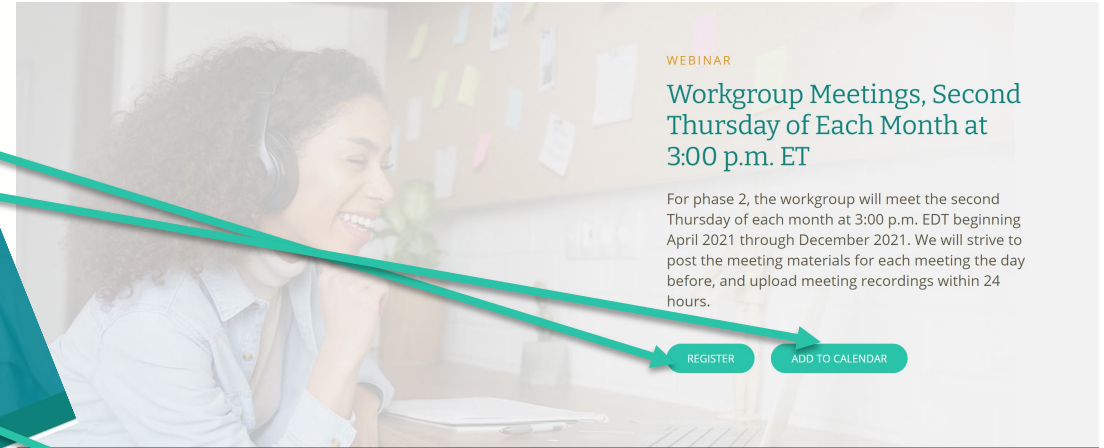 WEBINAR
Workgroup Meetings, Second
Thursday of Each Month at
3:00 p.m. ET
For phase 2, the workgroup will meet the second
Thursday of each month at 3:00 p.m. EDT beginning
April 2021 through December 2021. We will strive to
post the meeting materials for each meeting the day
before, and upload meeting recordings within 24
hours.
REGISTER
ADD TO CALENDAR